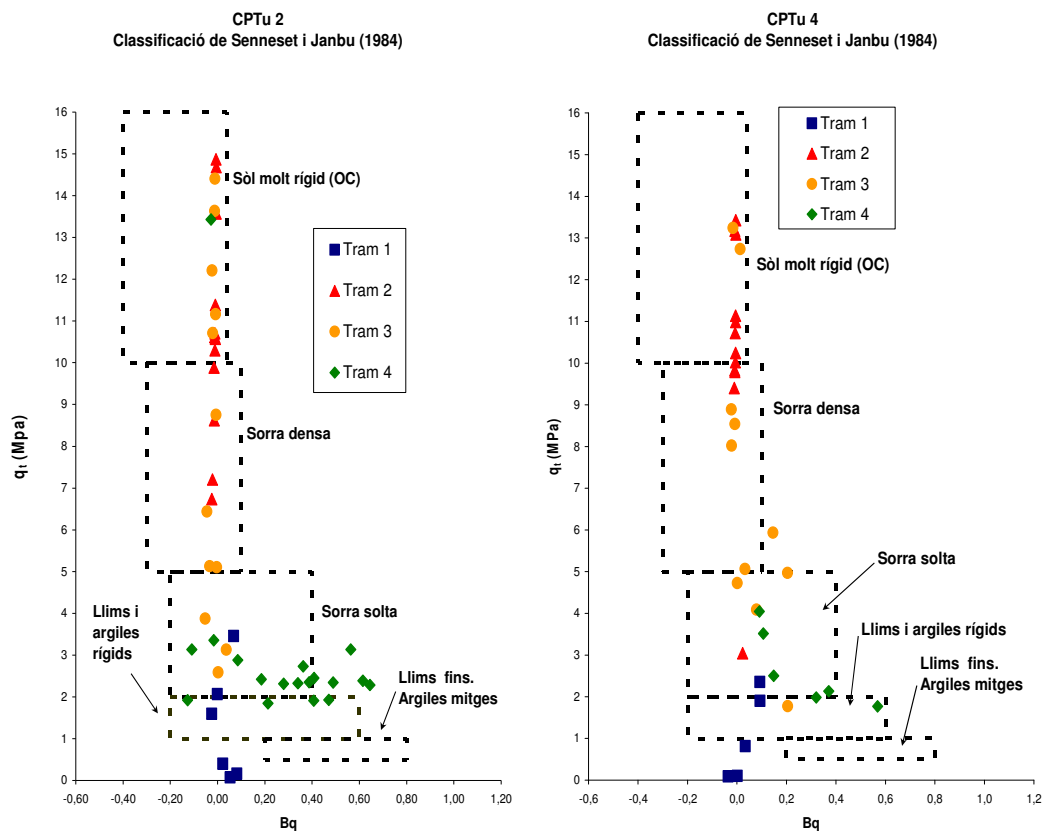 CPTu 2
Classificació de Senneset i Janbu (1984)
16
15
14
13
12
11
10
9
8
7
6
5
4
3
2
1
0
qt (Mpa)
-0,60
-0,40
-0,20
0,00
0,20
0,40
0,60
0,80
1,00
1,20
Bq
Sòl molt rígid (OC)
Tram 1
Tram 2
Tram 3
Tram 4
Sorra densa
Sorra solta
Llims i
argiles
rígids
Llims fins.
Argiles mitges
CPTu 4
Classificació de Senneset i Janbu (1984)
16
15
14
13
12
11
10
9
8
7
6
5
4
3
2
1
0
qt (MPa)
-0,6
-0,4
-0,2
0,0
0,2
0,4
0,6
0,8
1,0
1,2
Bq
Tram 1
Tram 2
Tram 3
Tram 4
Sòl molt rígid (OC)
Sorra densa
Sorra solta
Llims i argiles rígids
Llims fins.
Argiles mitges